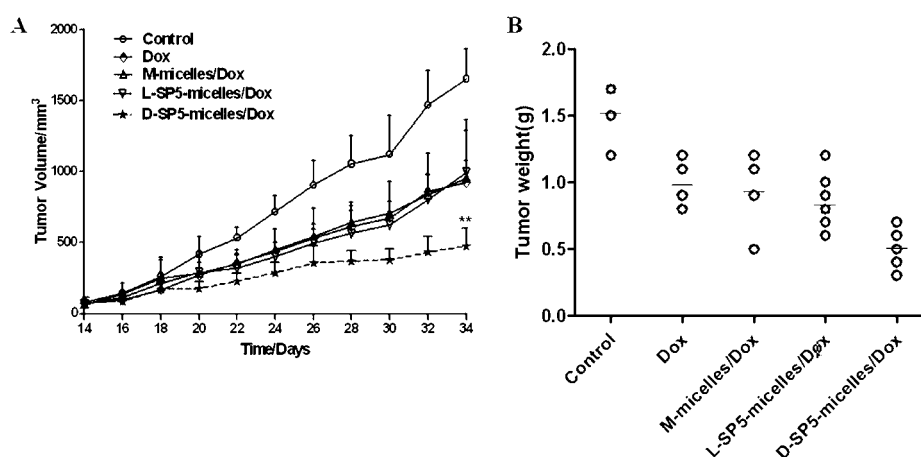 A
Control
Dox
M-micelles/Dox
L-SP5-micelles/Dox
D-SP5-micelles/Dox
Tumor Volume/mm³
2000
1500
1000
500
0
**
14 16 18 20 22 24 26 28 30 32 34
Time/Days
B
Tumor weight(g)
2.0
1.5
1.0
0.5
0.0
Control
Dox
M-micelles/Dox
L-SP5-micelles/Dox
D-SP5-micelles/Dox